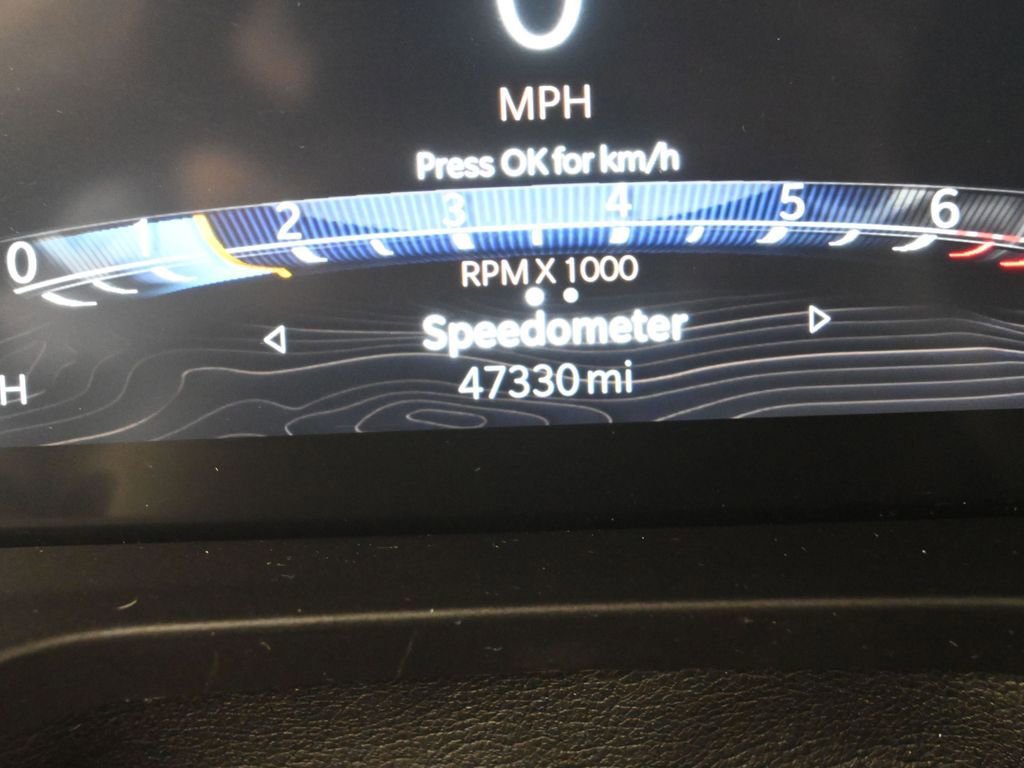 0
MPH
Press OK for km/h
0 1 2 3 4 5 6
RPM X 1000
Speedometer
47330 mi
H